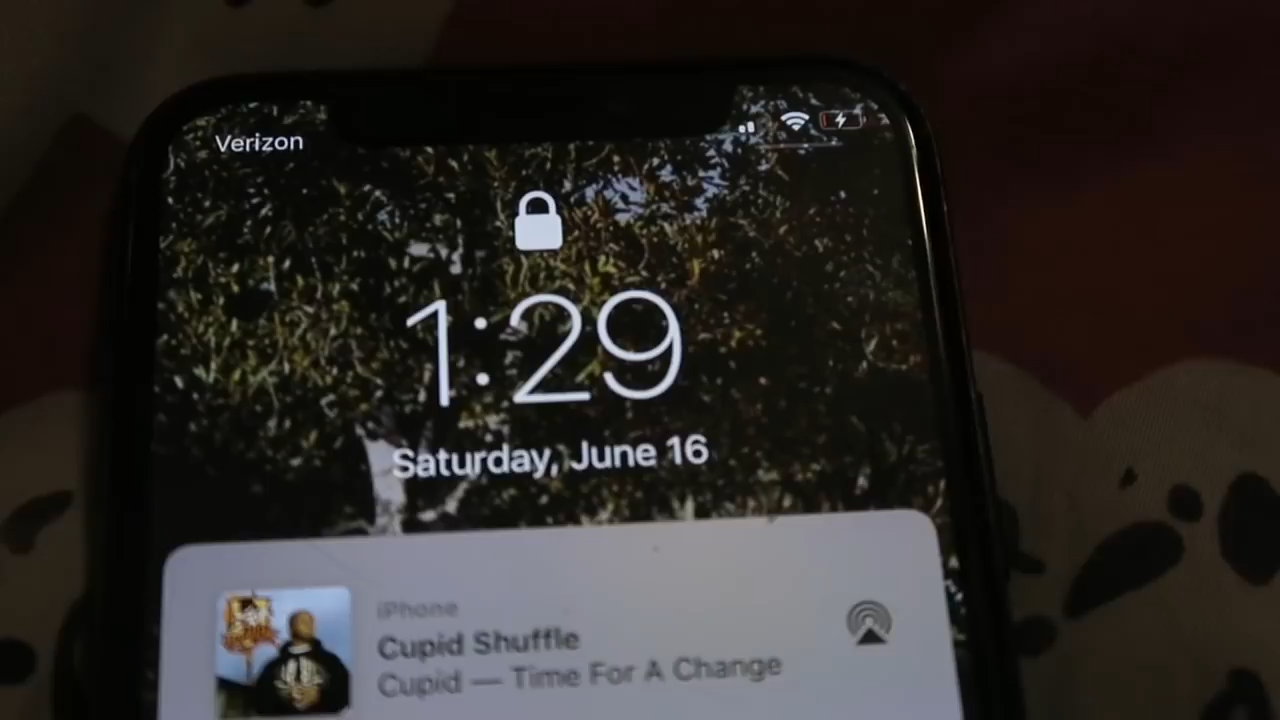 Verizon
1:29
Saturday, June 16
iPhone
Cupid Shuffle
Cupid — Time For A Change